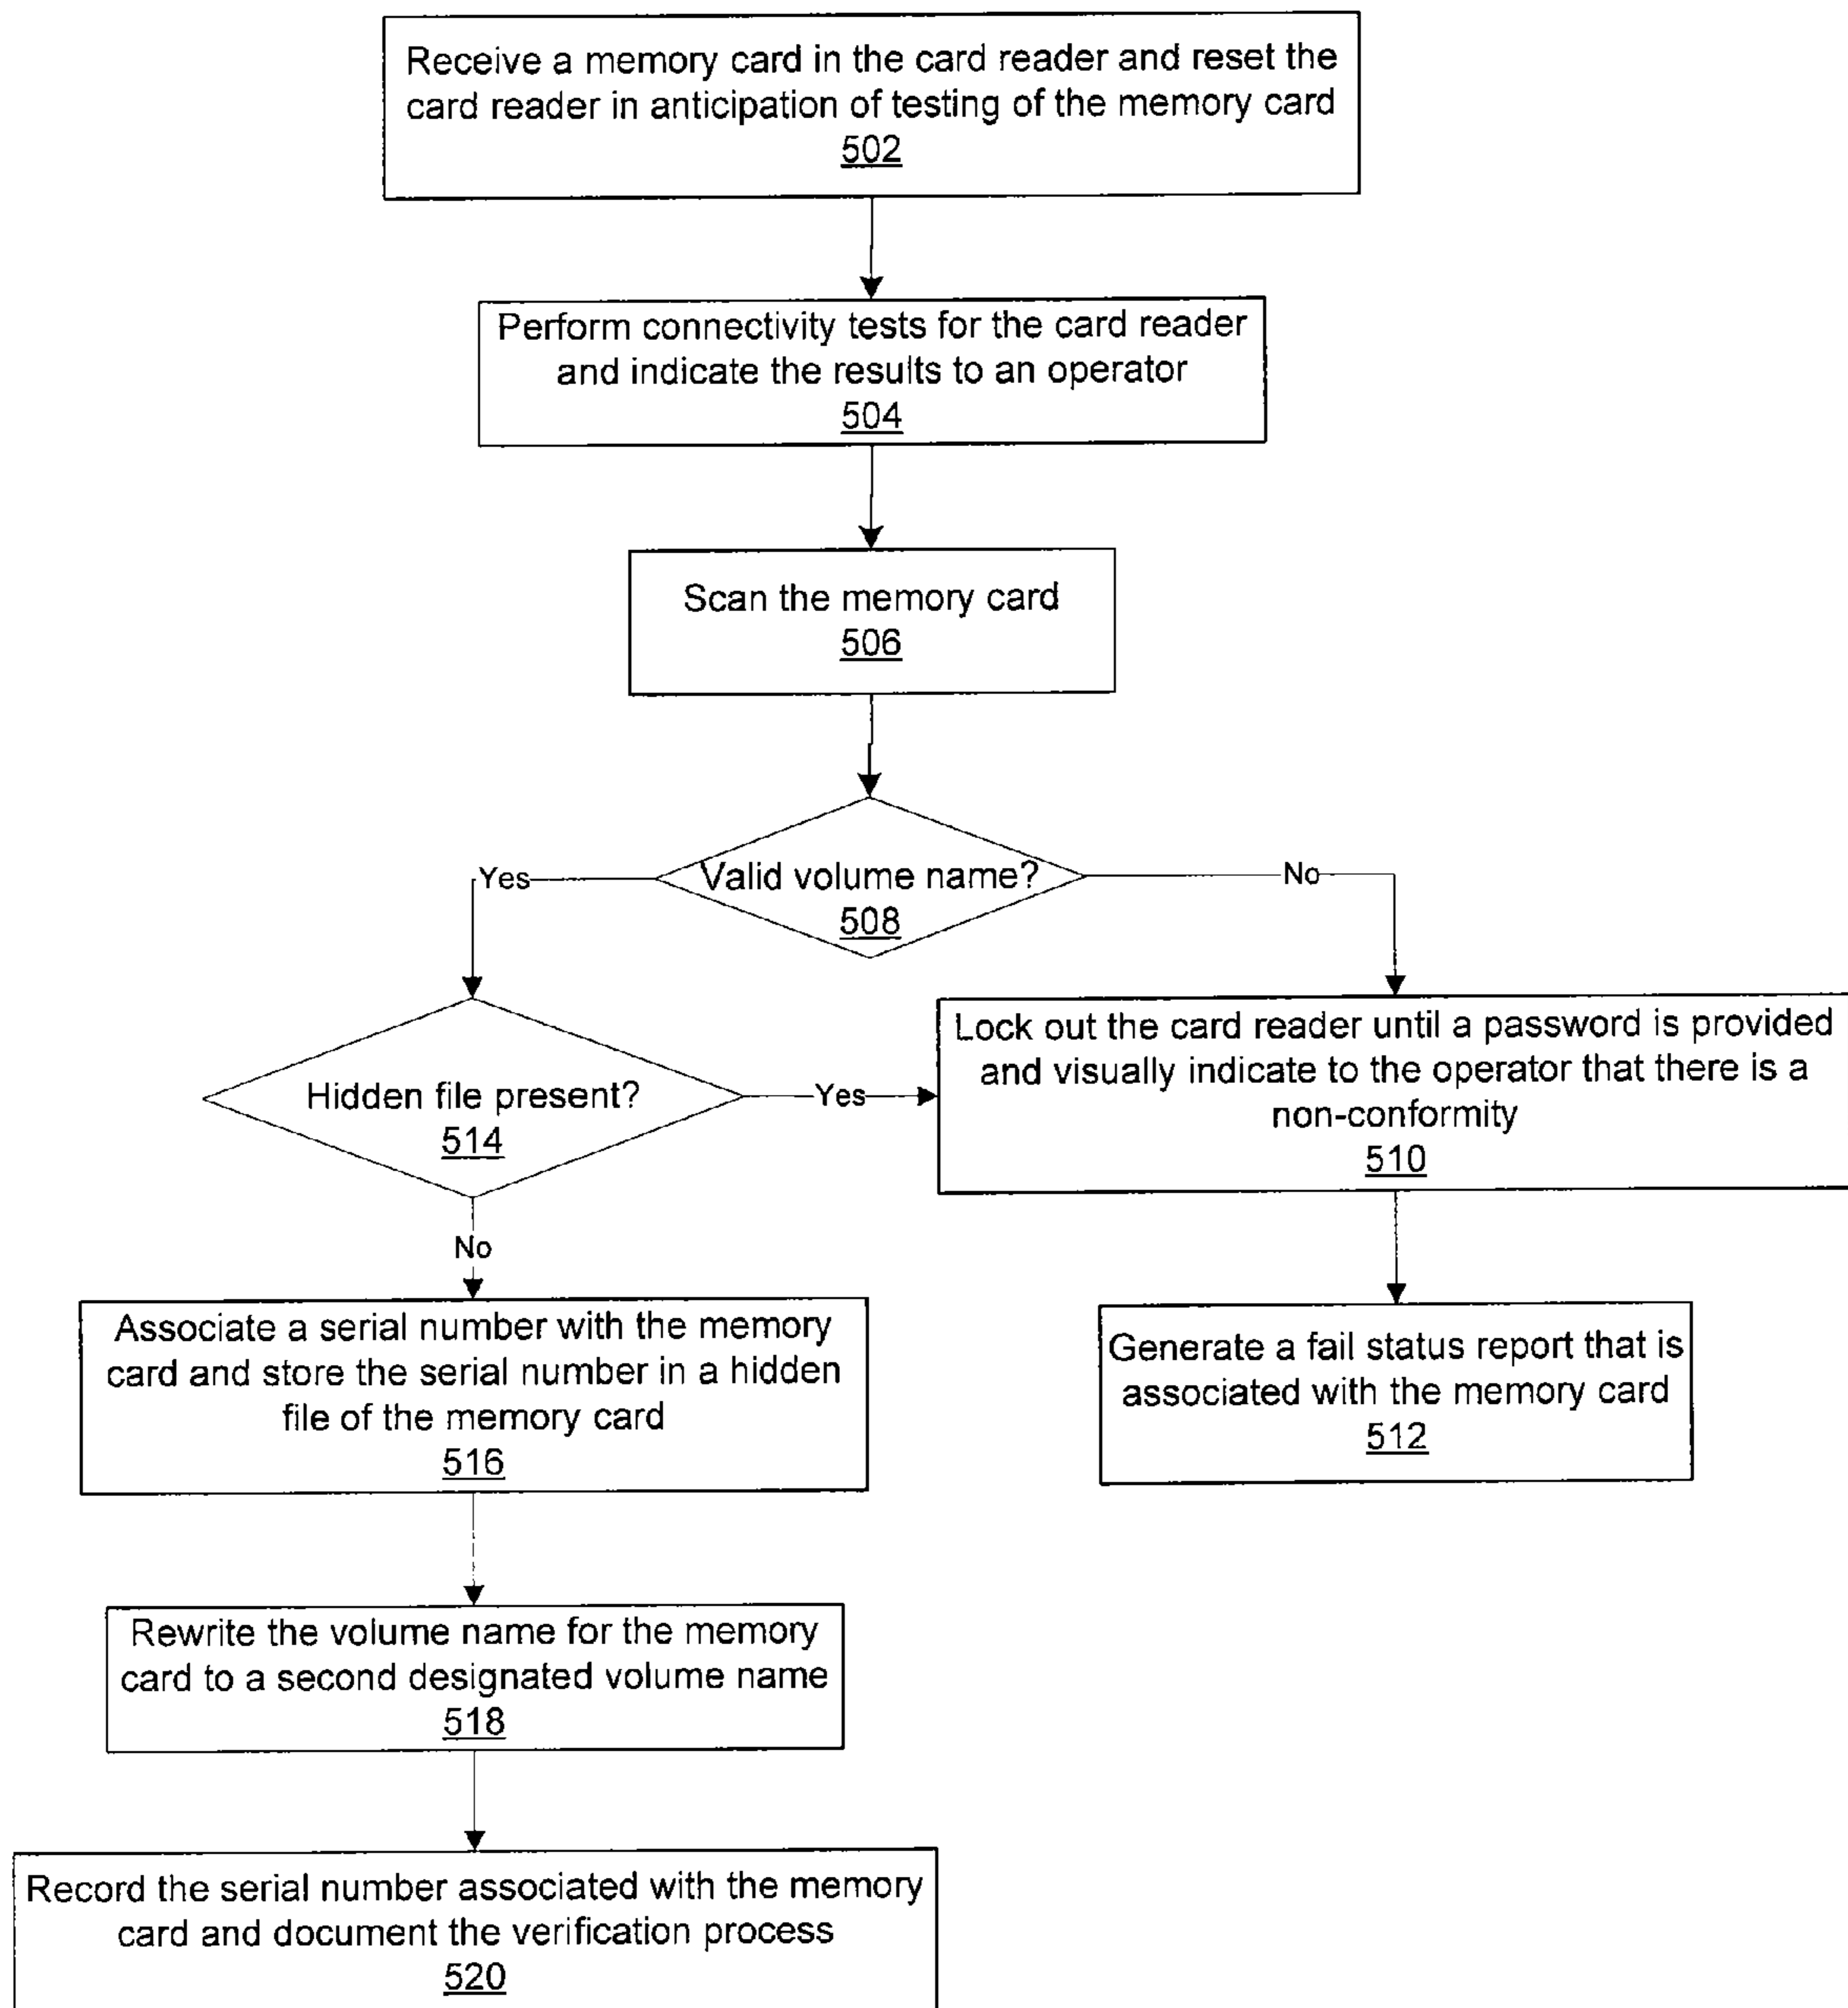 Receive a memory card in the card reader and reset the
card reader in anticipation of testing of the memory card
502
Perform connectivity tests for the card reader
and indicate the results to an operator
504
Scan the memory card
506
Valid volume name?
508
Yes
No
Hidden file present?
514
Yes
No
Lock out the card reader until a password is provided
and visually indicate to the operator that there is a
non-conformity
510
Generate a fail status report that is
associated with the memory card
512
Associate a serial number with the memory
card and store the serial number in a hidden
file of the memory card
516
Rewrite the volume name for the memory
card to a second designated volume name
518
Record the serial number associated with the memory
card and document the verification process
520